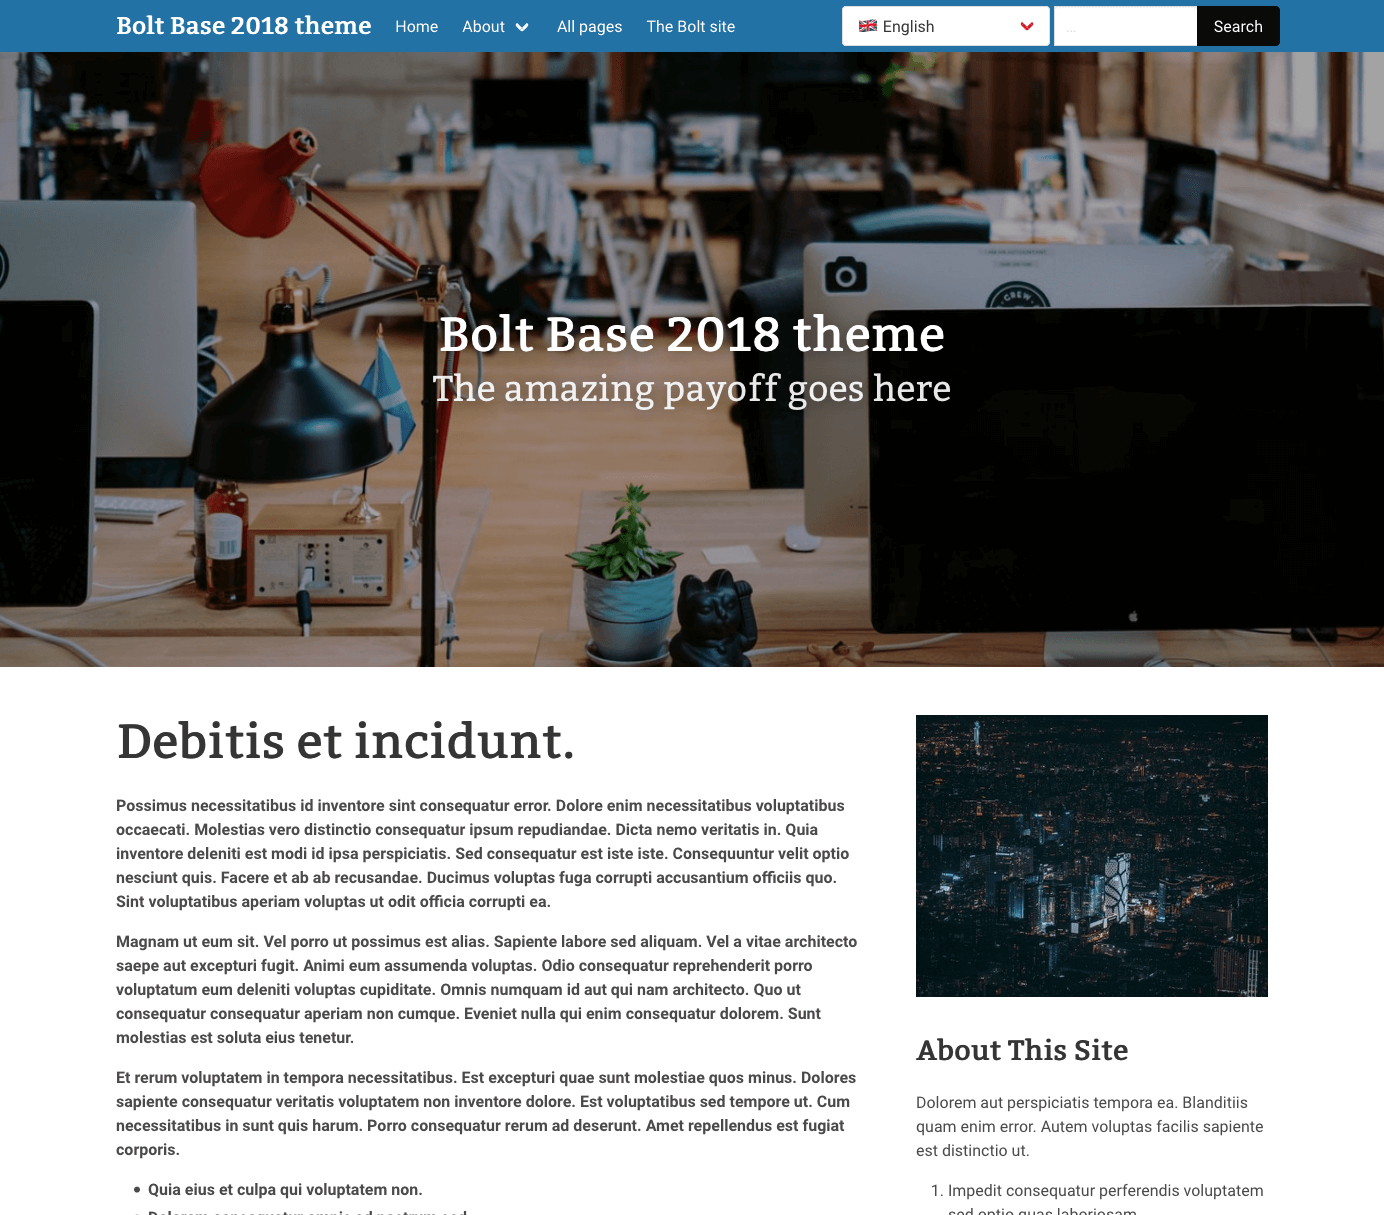 Bolt Base 2018 theme Home About All pages The Bolt site English ... Search
CREW
Bolt Base 2018 theme
The amazing payoff goes here
Debitis et incidunt.
Possimus necessitatibus id inventore sint consequatur error. Dolore enim necessitatibus voluptatibus
occaecati. Molestias vero distinctio consequatur ipsum repudiandae. Dicta nemo veritatis in. Quia
inventore deleniti est modi id ipsa perspiciatis. Sed consequatur est iste iste. Consequuntur velit optio
nesciunt quis. Facere et ab ab recusandae. Ducimus voluptas fuga corrupti accusantium officiis quo.
Sint voluptatibus aperiam voluptas ut odit officia corrupti ea.
Magnam ut eum sit. Vel porro ut possimus est alias. Sapiente labore sed aliquam. Vel a vitae architecto
saepe aut excepturi fugit. Animi eum assumenda voluptas. Odio consequatur reprehenderit porro
voluptatum eum deleniti voluptas cupiditate. Omnis numquam id aut qui nam architecto. Quo ut
consequatur consequatur aperiam non cumque. Eveniet nulla qui enim consequatur dolorem. Sunt
molestias est soluta eius tenetur.
Et rerum voluptatem in tempora necessitatibus. Est excepturi quae sunt molestiae quos minus. Dolores
sapiente consequatur veritatis voluptatem non inventore dolore. Est voluptatibus sed tempore ut. Cum
necessitatibus in sunt quis harum. Porro consequatur rerum ad deserunt. Amet repellendus est fugiat
corporis.
• Quia eius et culpa qui voluptatem non.
About This Site
Dolorem aut perspiciatis tempora ea. Blanditiis
quam enim error. Autem voluptas facilis sapiente
est distinctio ut.
1. Impedit consequatur perferendis voluptatem
sed optio quas laboriosam